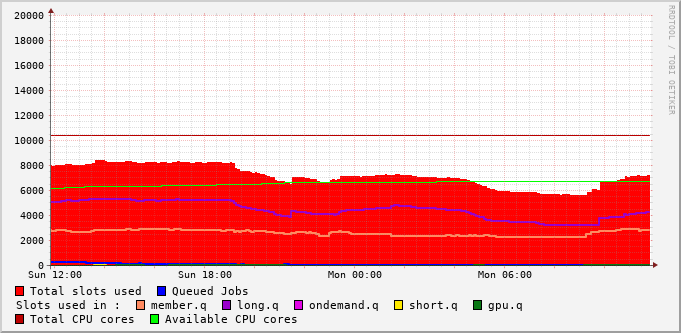 RRDTOOL / TOBI OETIKER
20000
18000
16000
14000
12000
10000
8000
6000
4000
2000
0
Sun 12:00 Sun 18:00 Mon 00:00 Mon 06:00
Total slots used Queued Jobs
Slots used in : member.q long.q ondemand.q short.q gpu.q
Total CPU cores Available CPU cores